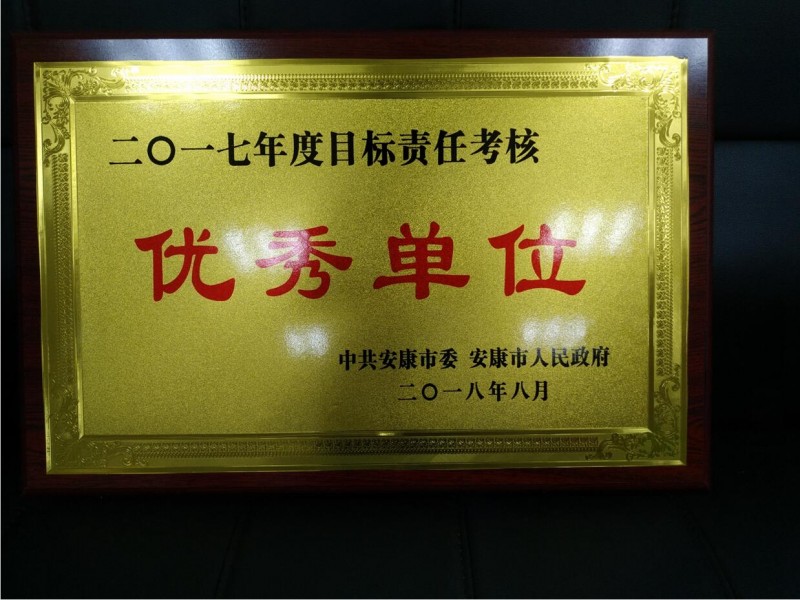 二〇一七年度目标责任考核
优秀单位
中共安康市委 安康市人民政府
二〇一八年八月